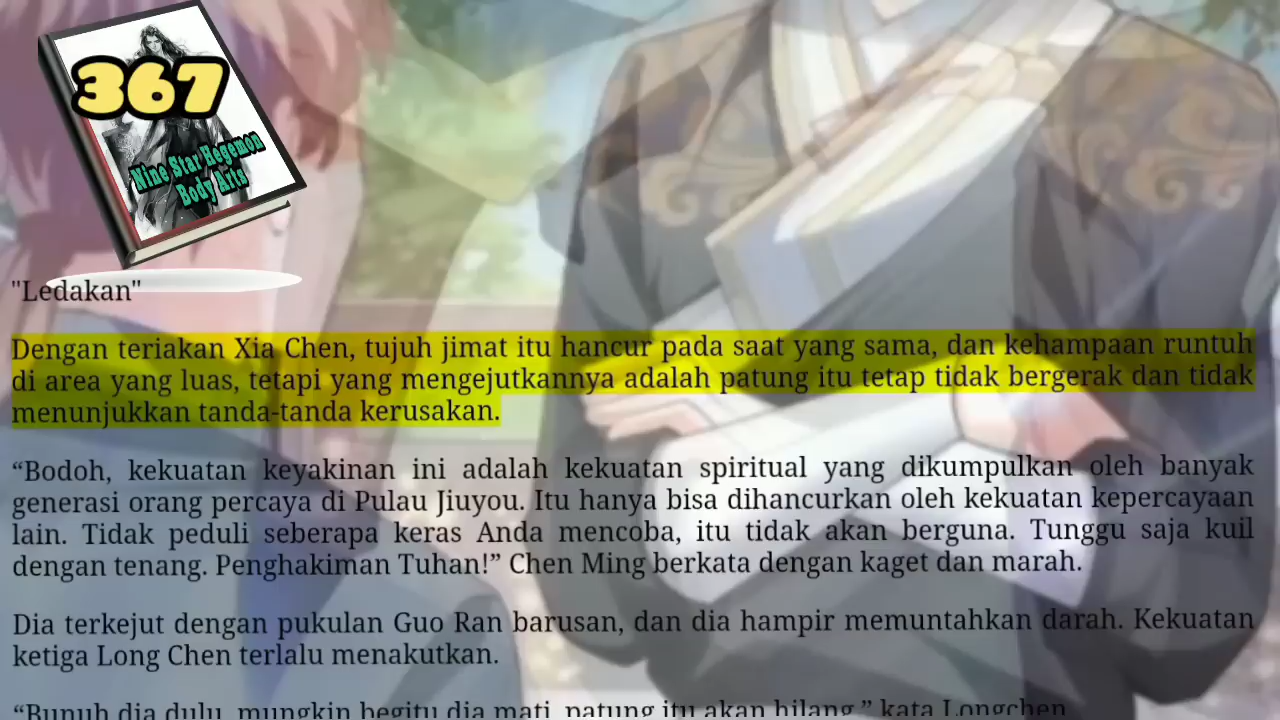 367
Nine Star Hegemon
Body Arts
"Ledakan"
Dengan teriakan Xia Chen, tujuh jimat itu hancur pada saat yang sama, dan kehampaan runtuh
di area yang luas, tetapi yang mengejutkannya adalah patung itu tetap tidak bergerak dan tidak
menunjukkan tanda-tanda kerusakan.
“Bodoh, kekuatan keyakinan ini adalah kekuatan spiritual yang dikumpulkan oleh banyak
generasi orang percaya di Pulau Jiuyou. Itu hanya bisa dihancurkan oleh kekuatan kepercayaan
lain. Tidak peduli seberapa keras Anda mencoba, itu tidak akan berguna. Tunggu saja kuil
dengan tenang. Penghakiman Tuhan!” Chen Ming berkata dengan kaget dan marah.
Dia terkejut dengan pukulan Guo Ran barusan, dan dia hampir memuntahkan darah. Kekuatan
ketiga Long Chen terlalu menakutkan.
“Bunuh dia dulu, mungkin begitu dia mati, patung itu akan hilang,” kata Longchen